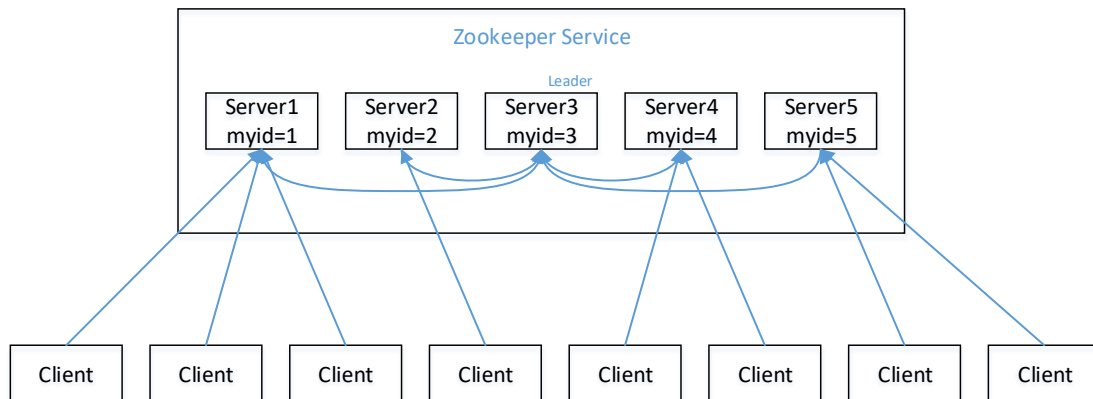 Zookeeper Service
Leader
Server1
myid=1
Server2
myid=2
Server3
myid=3
Server4
myid=4
Server5
myid=5
Client
Client
Client
Client
Client
Client
Client
Client